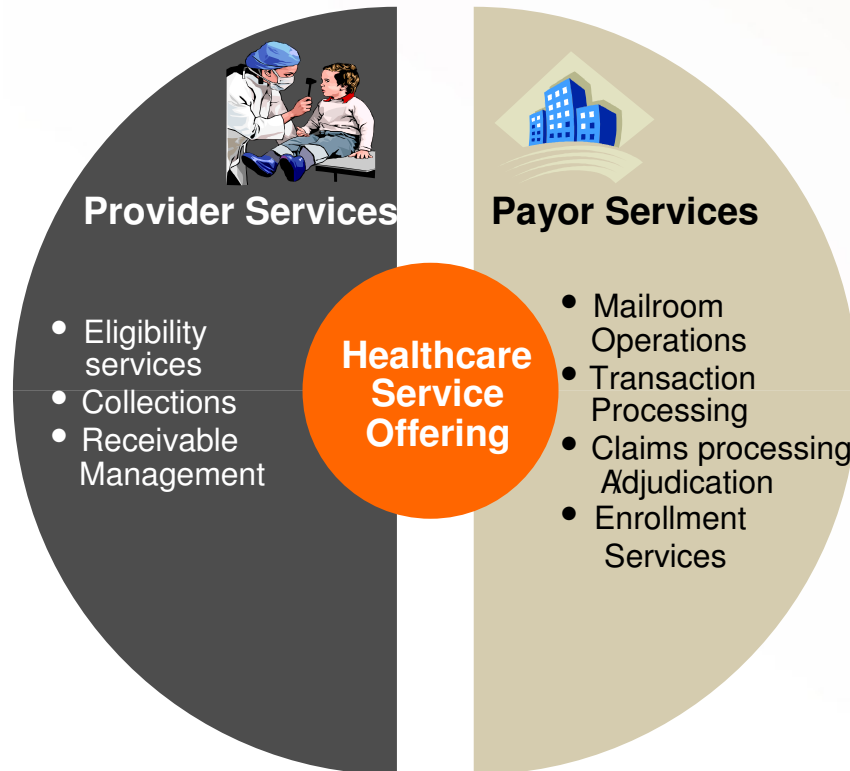 Provider Services
• Eligibility
services
• Collections
• Receivable
Management
Healthcare
Service
Offering
Payor Services
• Mailroom
Operations
• Transaction
Processing
• Claims processing
/Adjudication
• Enrollment
Services